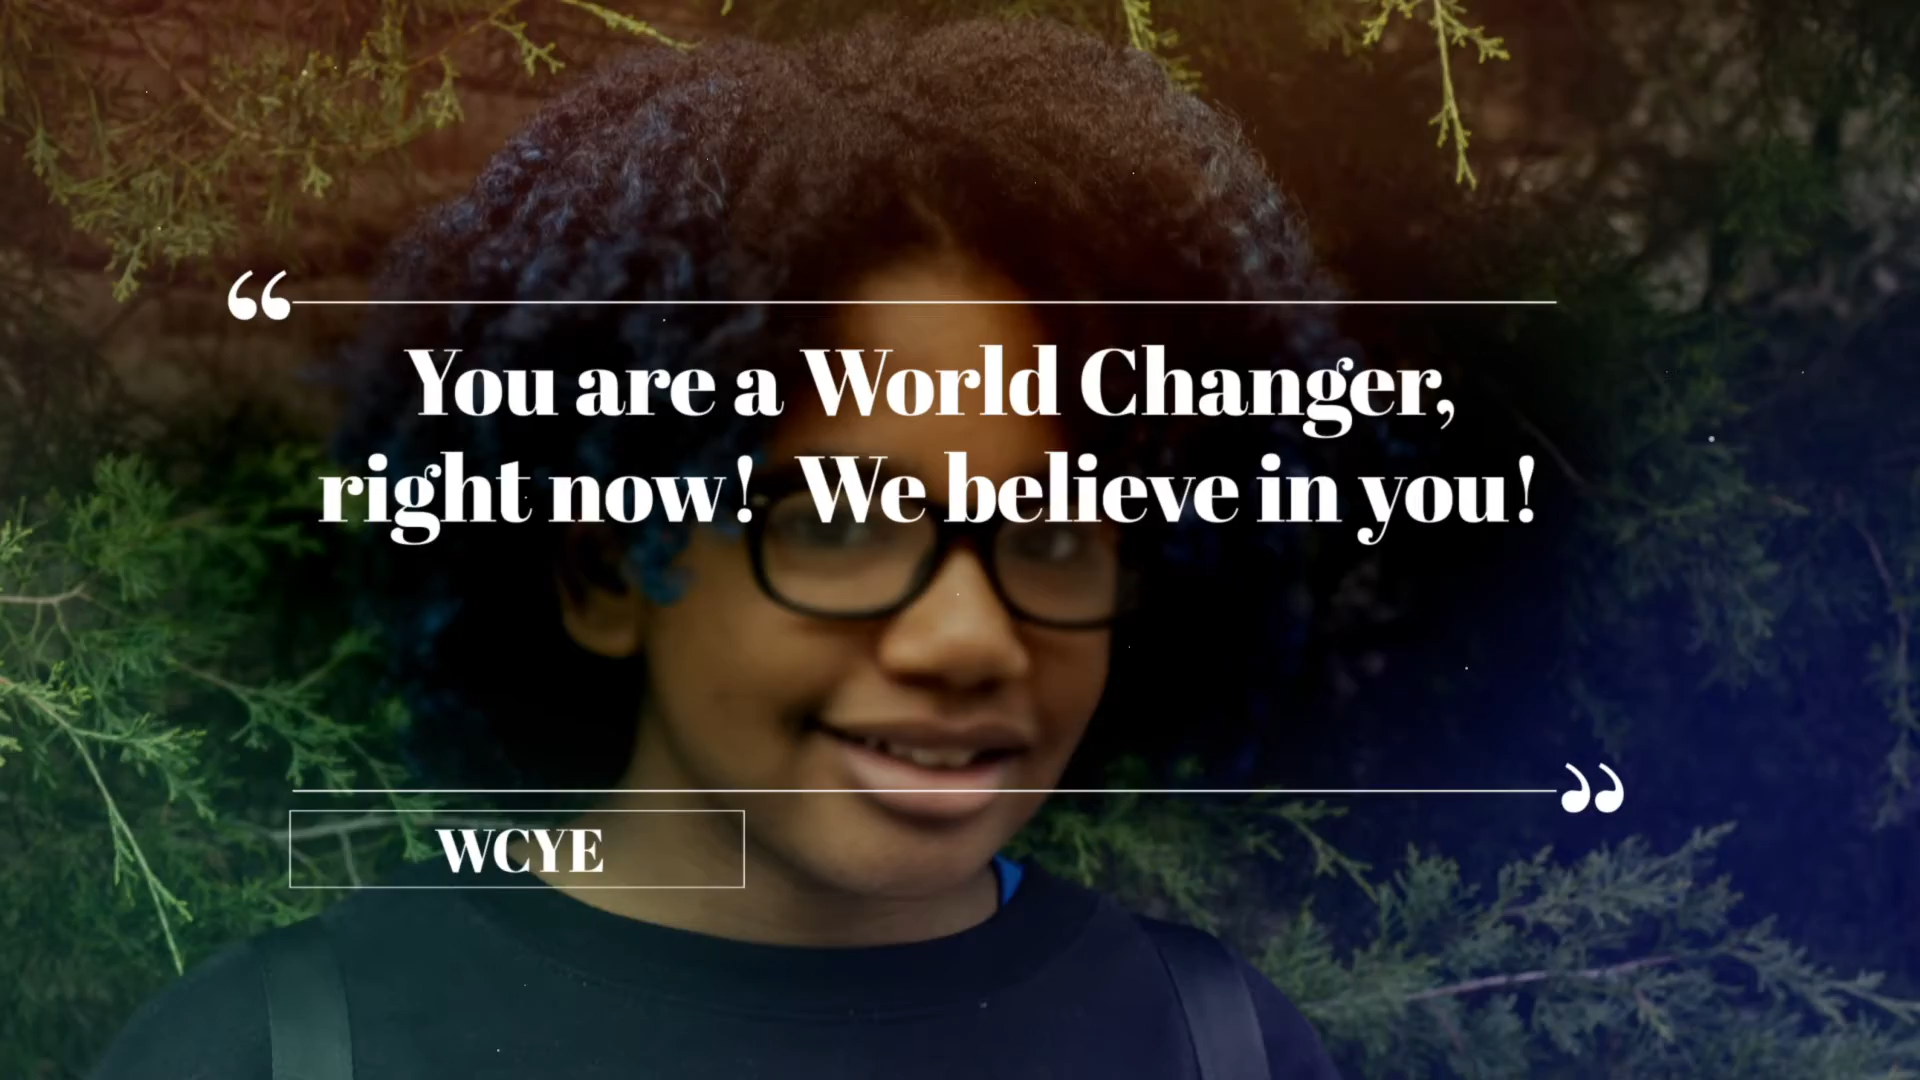 “
You are a World Changer,
right now!  We believe in you!
”
WCYE